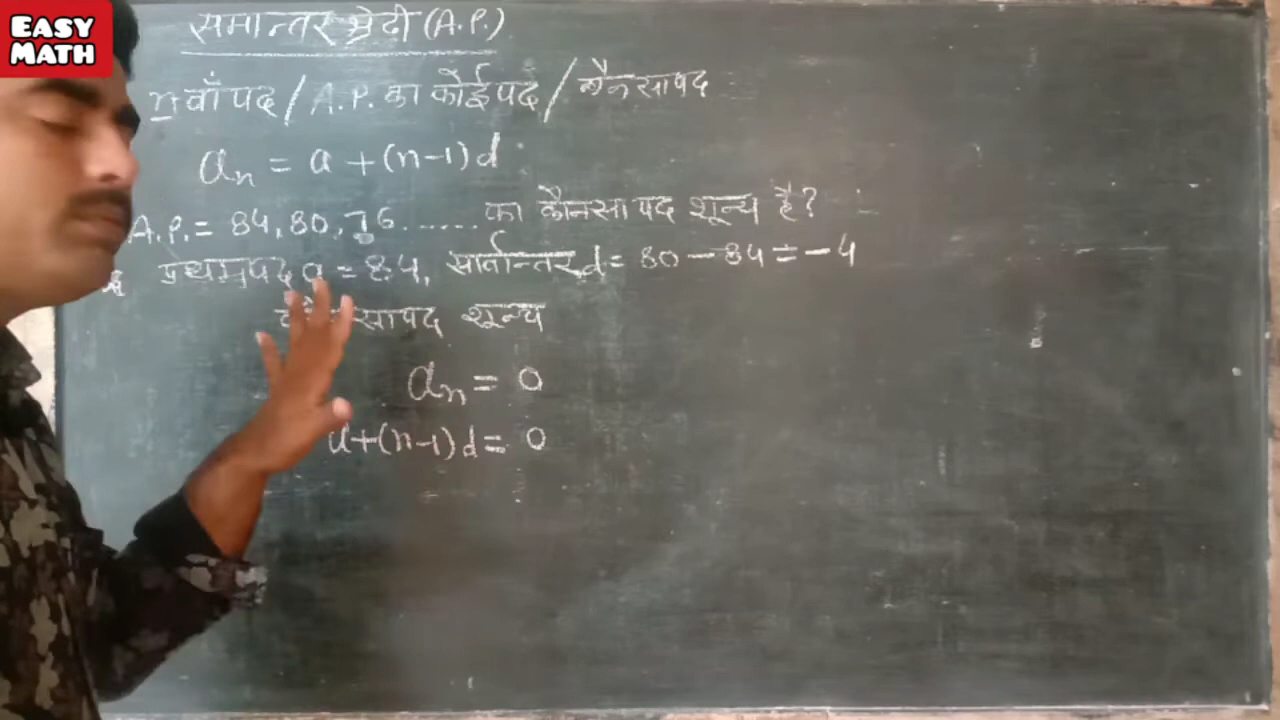 EASY
MATH
समान्तर श्रेढी (A.P.)
nवाँ पद / A.P. का कोई पद / कौनसा पद
an = a + (n-1)d
A.P. = 84, 80, 76....... का कौनसा पद शून्य है?
प्रथम पद a = 84, सार्वान्तर d = 80 - 84 = -4
सा पद शून्य
an = 0
a+(n-1)d = 0